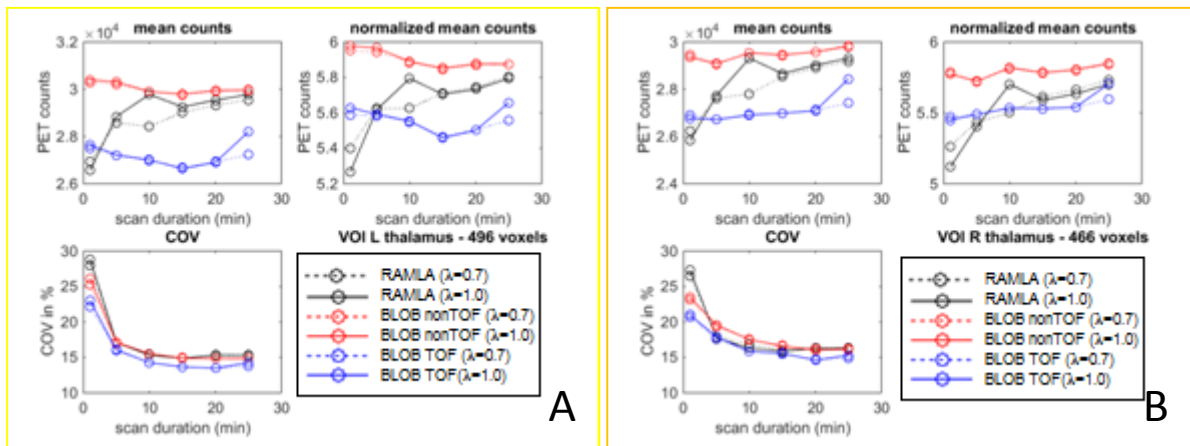 mean counts
normalized mean counts
× 10⁴
3.2
3
2.8
2.6
PET counts
0
10
20
30
scan duration (min)
6
5.8
5.6
5.4
5.2
PET counts
0
10
20
30
scan duration (min)
COV
30
25
20
15
10
COV in %
0
10
20
30
scan duration (min)
VOI L thalamus - 496 voxels
RAMLA (λ=0.7)
RAMLA (λ=1.0)
BLOB nonTOF (λ=0.7)
BLOB nonTOF (λ=1.0)
BLOB TOF (λ=0.7)
BLOB TOF(λ=1.0)
A
mean counts
normalized mean counts
× 10⁴
3
2.8
2.6
2.4
PET counts
0
10
20
30
scan duration (min)
6
5.5
5
PET counts
0
10
20
30
scan duration (min)
COV
30
25
20
15
10
COV in %
0
10
20
30
scan duration (min)
VOI R thalamus - 466 voxels
RAMLA (λ=0.7)
RAMLA (λ=1.0)
BLOB nonTOF (λ=0.7)
BLOB nonTOF (λ=1.0)
BLOB TOF (λ=0.7)
BLOB TOF(λ=1.0)
B